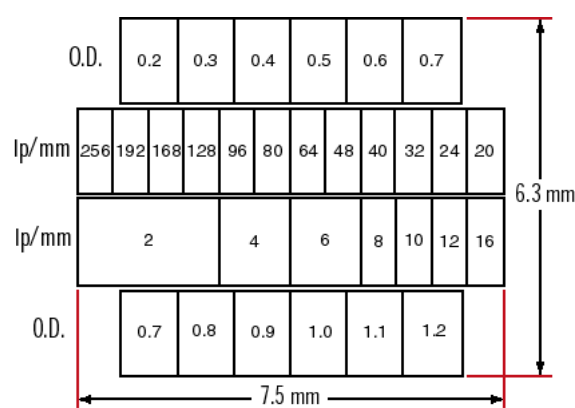 O.D. 0.2 0.3 0.4 0.5 0.6 0.7
lp/mm 256 192 168 128 96 80 64 48 40 32 24 20
6.3 mm
lp/mm 2 4 6 8 10 12 16
O.D. 0.7 0.8 0.9 1.0 1.1 1.2
7.5 mm